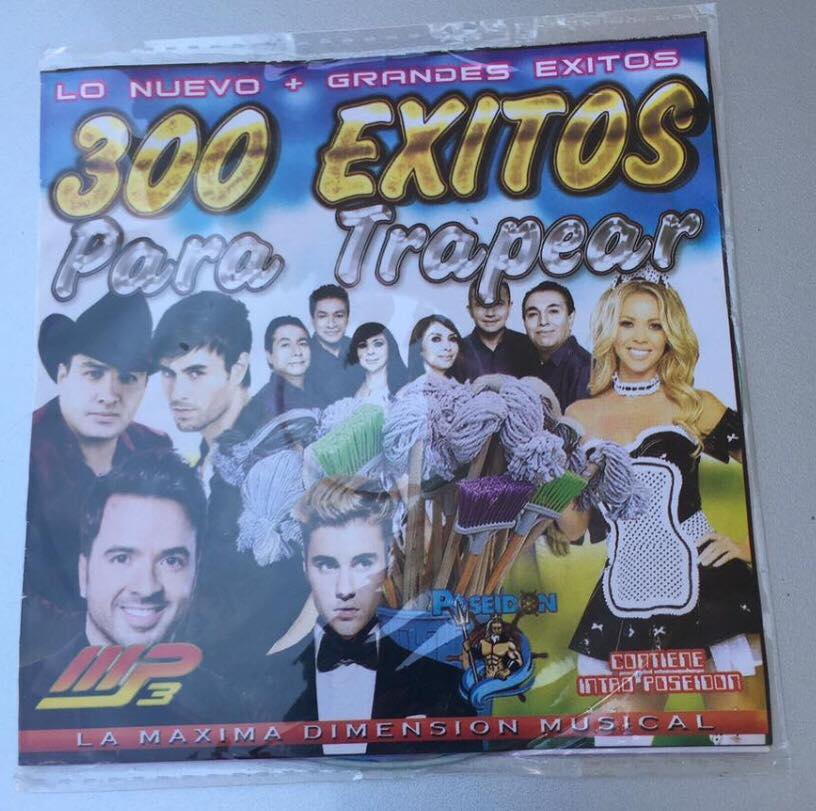 LO NUEVO + GRANDES EXITOS
300 EXITOS
Para Trapear
POSEIDON
MP3
CONTIENE
INTRO POSEIDON
LA MAXIMA DIMENSION MUSICAL